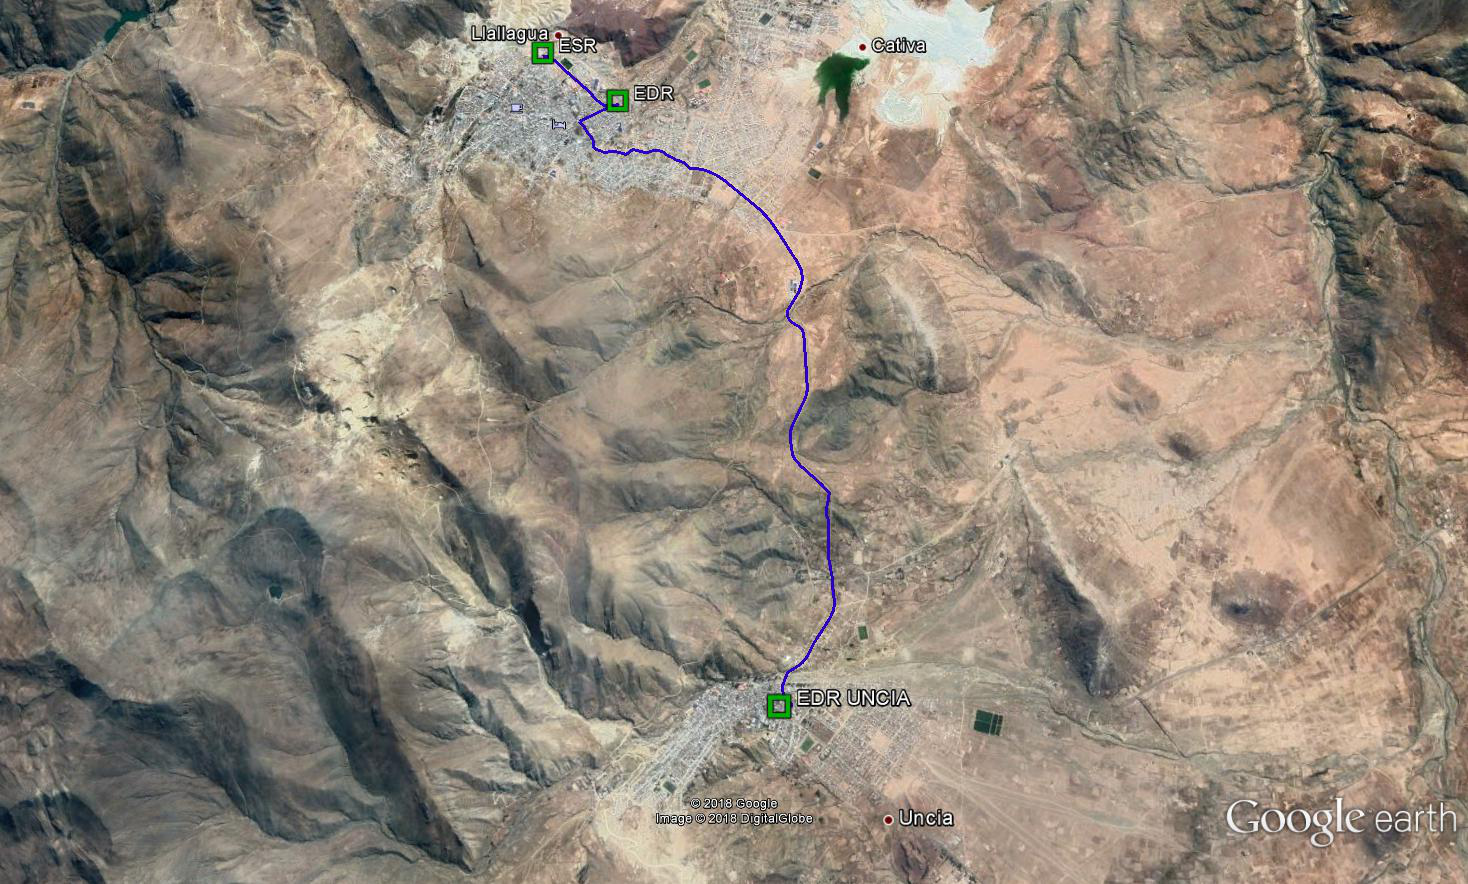 Llallagua
ESR
Cativa
EDR
EDR UNCIA
© 2018 Google
Image © 2018 DigitalGlobe
Uncia
Google earth